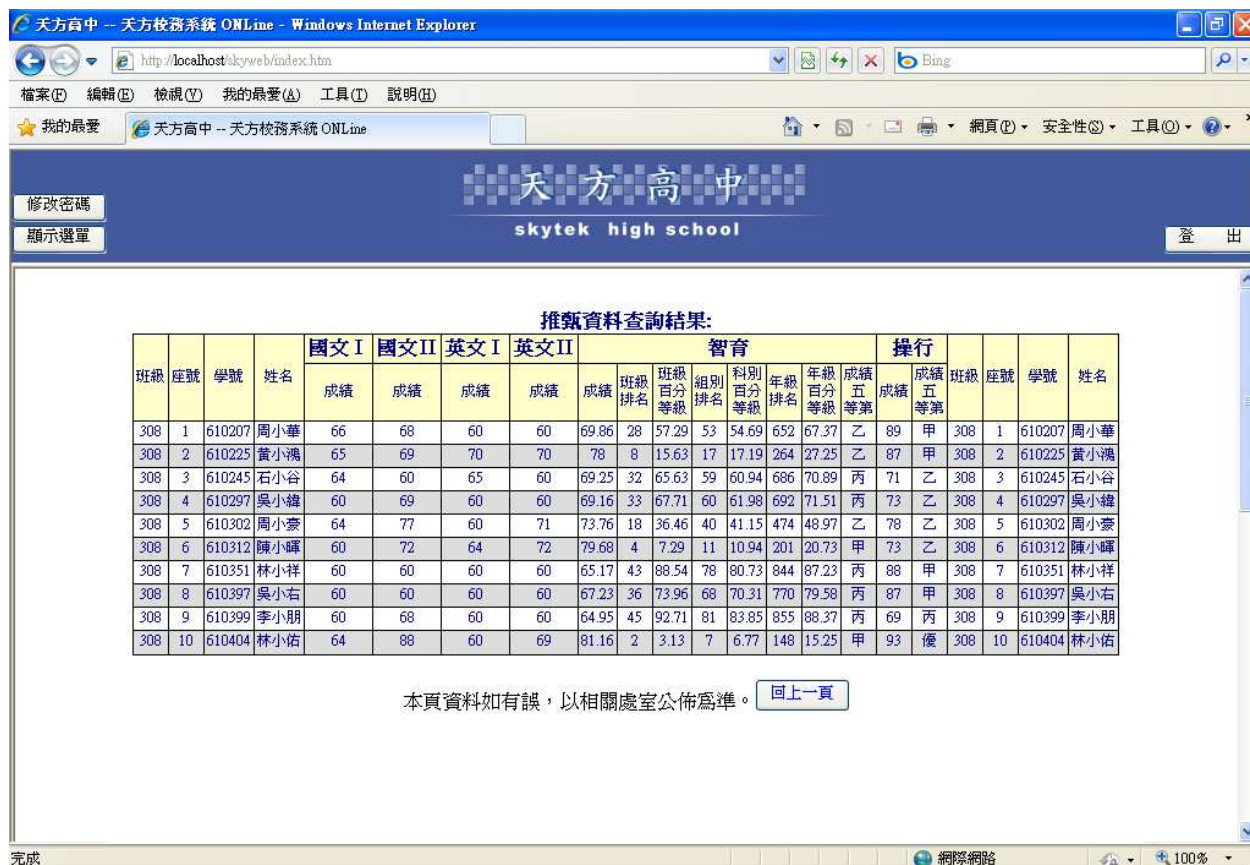 天方高中 -- 天方校務系統 ONLine - Windows Internet Explorer
http://localhost/skyweb/index.htm Bing
檔案(F) 編輯(E) 檢視(V) 我的最愛(A) 工具(T) 說明(H)
我的最愛 天方高中 -- 天方校務系統 ONLine 網頁(P) 安全性(S) 工具(O)
天方高中
修改密碼
skytek high school
顯示選單 登 出
推甄資料查詢結果:
班級 座號 學號 姓名 國文 I 國文II 英文 I 英文II 智育 操行 班級 座號 學號 姓名
成績 成績 成績 成績 成績 班級排名 班級百分等級 組別排名 科別百分等級 年級排名 年級百分等級 成績五等第 成績 成績五等第
308 1 610207 周小華 66 68 60 60 69.86 28 57.29 53 54.69 652 67.37 乙 89 甲 308 1 610207 周小華
308 2 610225 黃小鴻 65 69 70 70 78 8 15.63 17 17.19 264 27.25 乙 87 甲 308 2 610225 黃小鴻
308 3 610245 石小谷 64 60 65 60 69.25 32 65.63 59 60.94 686 70.89 丙 71 乙 308 3 610245 石小谷
308 4 610297 吳小緯 60 69 60 60 69.16 33 67.71 60 61.98 692 71.51 丙 73 乙 308 4 610297 吳小緯
308 5 610302 周小豪 64 77 60 71 73.76 18 36.46 40 41.15 474 48.97 乙 78 乙 308 5 610302 周小豪
308 6 610312 陳小暉 60 72 64 72 79.68 4 7.29 11 10.94 201 20.73 甲 73 乙 308 6 610312 陳小暉
308 7 610351 林小祥 60 60 60 60 65.17 43 88.54 78 80.73 844 87.23 丙 88 甲 308 7 610351 林小祥
308 8 610397 吳小右 60 60 60 60 67.23 36 73.96 68 70.31 770 79.58 丙 87 甲 308 8 610397 吳小右
308 9 610399 李小朋 60 68 60 60 64.95 45 92.71 81 83.85 855 88.37 丙 69 丙 308 9 610399 李小朋
308 10 610404 林小佑 64 88 60 69 81.16 2 3.13 7 6.77 148 15.25 甲 93 優 308 10 610404 林小佑
本頁資料如有誤，以相關處室公佈為準。 回上一頁
完成 網際網路 100%